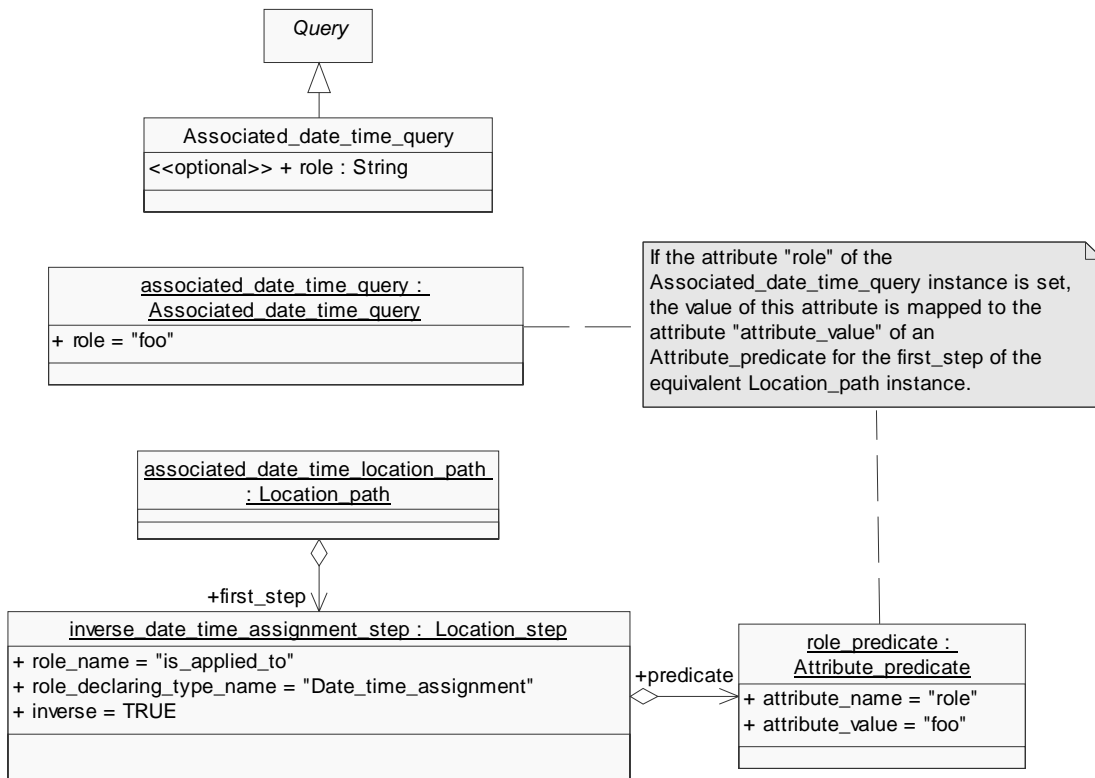 Query
Associated_date_time_query
<<optional>> + role : String
associated_date_time_query :
Associated_date_time_query
+ role = "foo"
If the attribute "role" of the
Associated_date_time_query instance is set,
the value of this attribute is mapped to the
attribute "attribute_value" of an
Attribute_predicate for the first_step of the
equivalent Location_path instance.
associated_date_time_location_path
: Location_path
+first_step
inverse_date_time_assignment_step : Location_step
+ role_name = "is_applied_to"
+ role_declaring_type_name = "Date_time_assignment"
+ inverse = TRUE
+predicate
role_predicate :
Attribute_predicate
+ attribute_name = "role"
+ attribute_value = "foo"